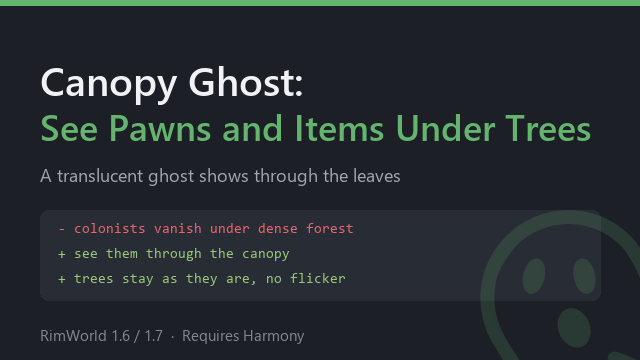 Canopy Ghost:
See Pawns and Items Under Trees
A translucent ghost shows through the leaves
- colonists vanish under dense forest
+ see them through the canopy
+ trees stay as they are, no flicker
RimWorld 1.6 / 1.7 · Requires Harmony